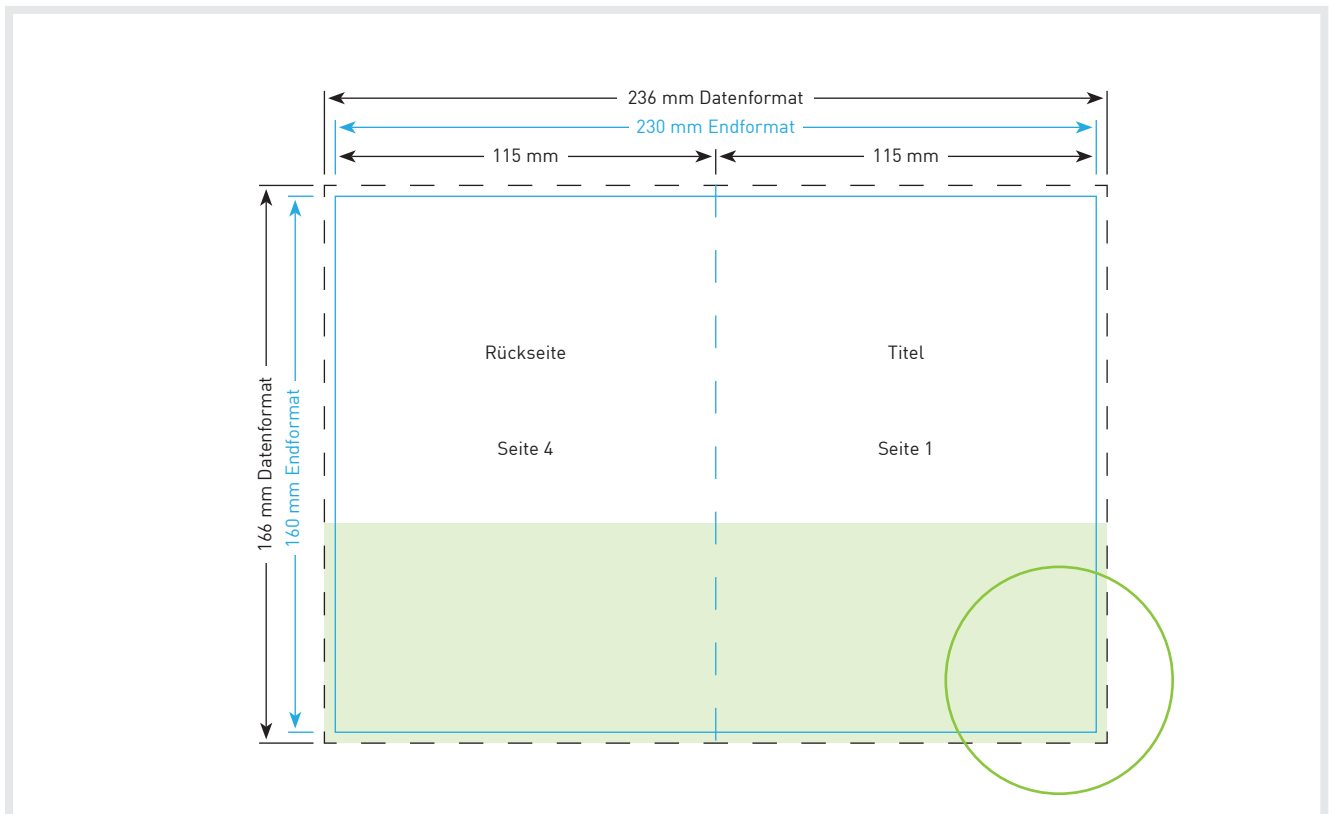 236 mm Datenformat
230 mm Endformat
115 mm
115 mm
166 mm Datenformat
160 mm Endformat
Rückseite
Titel
Seite 4
Seite 1